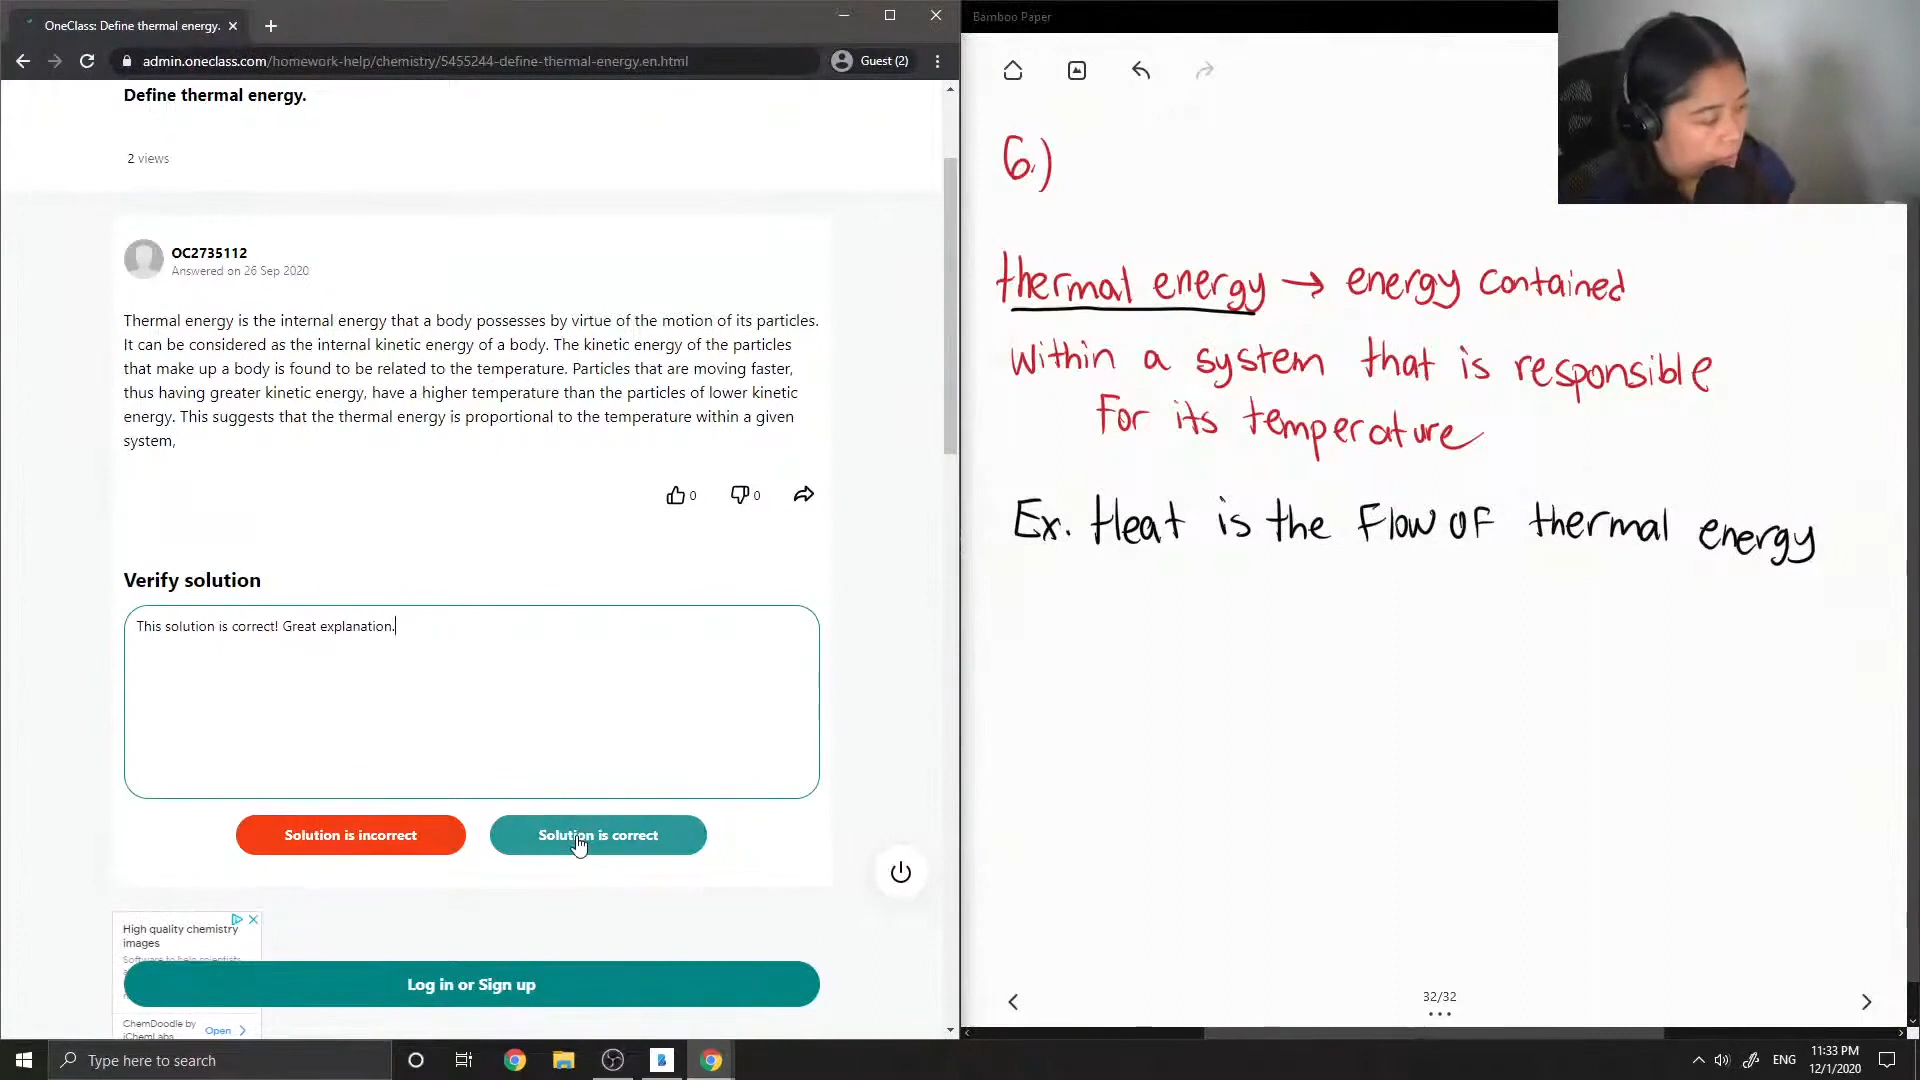 OneClass: Define thermal energy.
admin.oneclass.com/homework-help/chemistry/5455244-define-thermal-energy.en.html
Guest (2)
Define thermal energy.
2 views
OC2735112
Answered on 26 Sep 2020
Thermal energy is the internal energy that a body possesses by virtue of the motion of its particles.
It can be considered as the internal kinetic energy of a body. The kinetic energy of the particles
that make up a body is found to be related to the temperature. Particles that are moving faster,
thus having greater kinetic energy, have a higher temperature than the particles of lower kinetic
energy. This suggests that the thermal energy is proportional to the temperature within a given
system,
0
0
Verify solution
This solution is correct! Great explanation.
Solution is incorrect
Solution is correct
High quality chemistry
images
Software to help scientists
Log in or Sign up
ChemDoodle by
iChemLabs
Open
Bamboo Paper
6.)
thermal energy → energy contained
within a system that is responsible
For its temperature
Ex. Heat is the Flow OF thermal energy
32/32
Type here to search
ENG
11:33 PM
12/1/2020